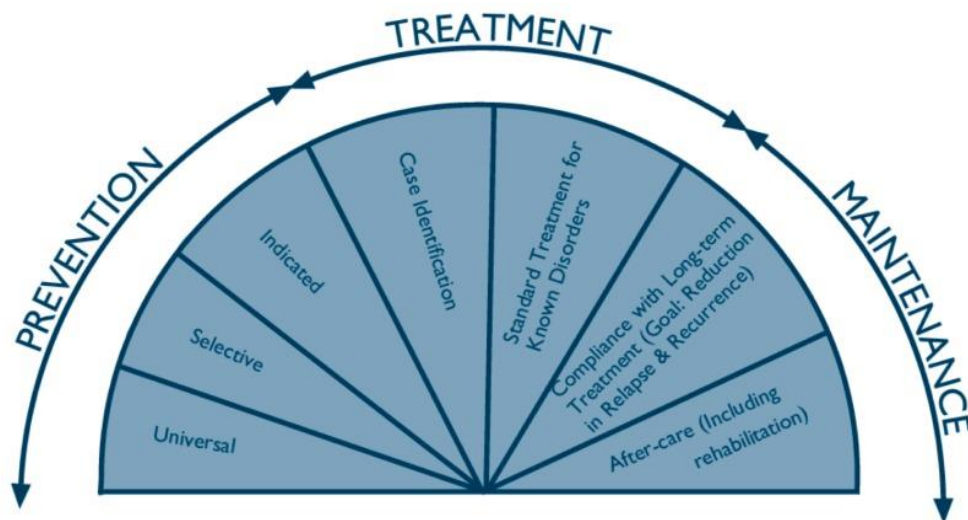 TREATMENT
PREVENTION
MAINTENANCE
Universal
Selective
Indicated
Case Identification
Standard Treatment for
Known Disorders
Compliance with Long-term
Treatment (Goal: Reduction
in Relapse & Recurrence)
After-care (Including
rehabilitation)